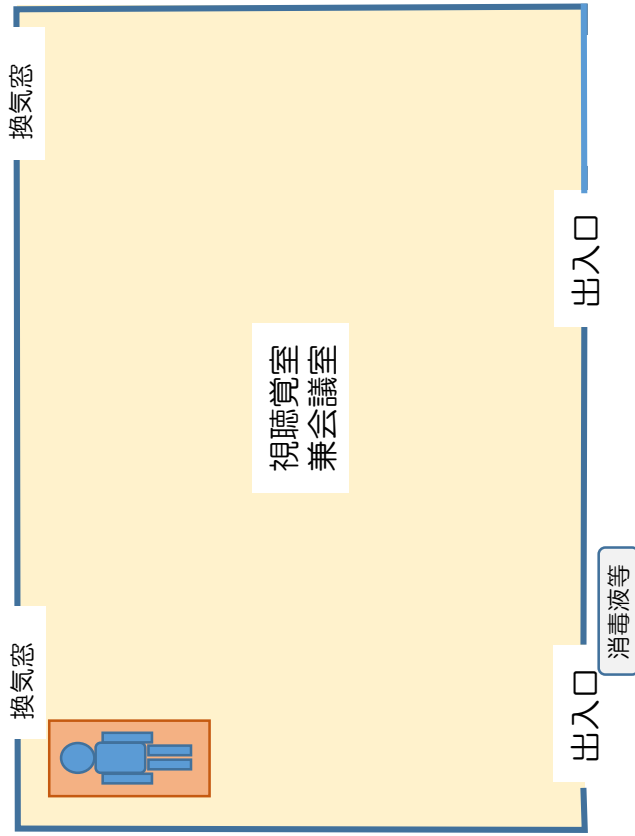 換気窓
換気窓
視聴覚室
兼会議室
出入口
出入口
消毒液等